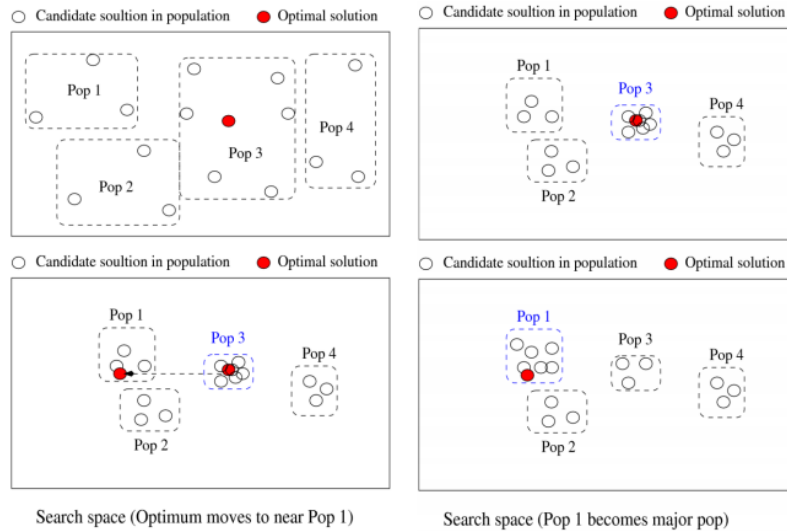 Candidate soultion in population Optimal solution
Pop 1
Pop 4
Pop 3
Pop 2
Candidate soultion in population Optimal solution
Pop 1
Pop 3
Pop 4
Pop 2
Candidate soultion in population Optimal solution
Pop 1
Pop 3
Pop 4
Pop 2
Search space (Optimum moves to near Pop 1)
Candidate soultion in population Optimal solution
Pop 1
Pop 3
Pop 4
Pop 2
Search space (Pop 1 becomes major pop)